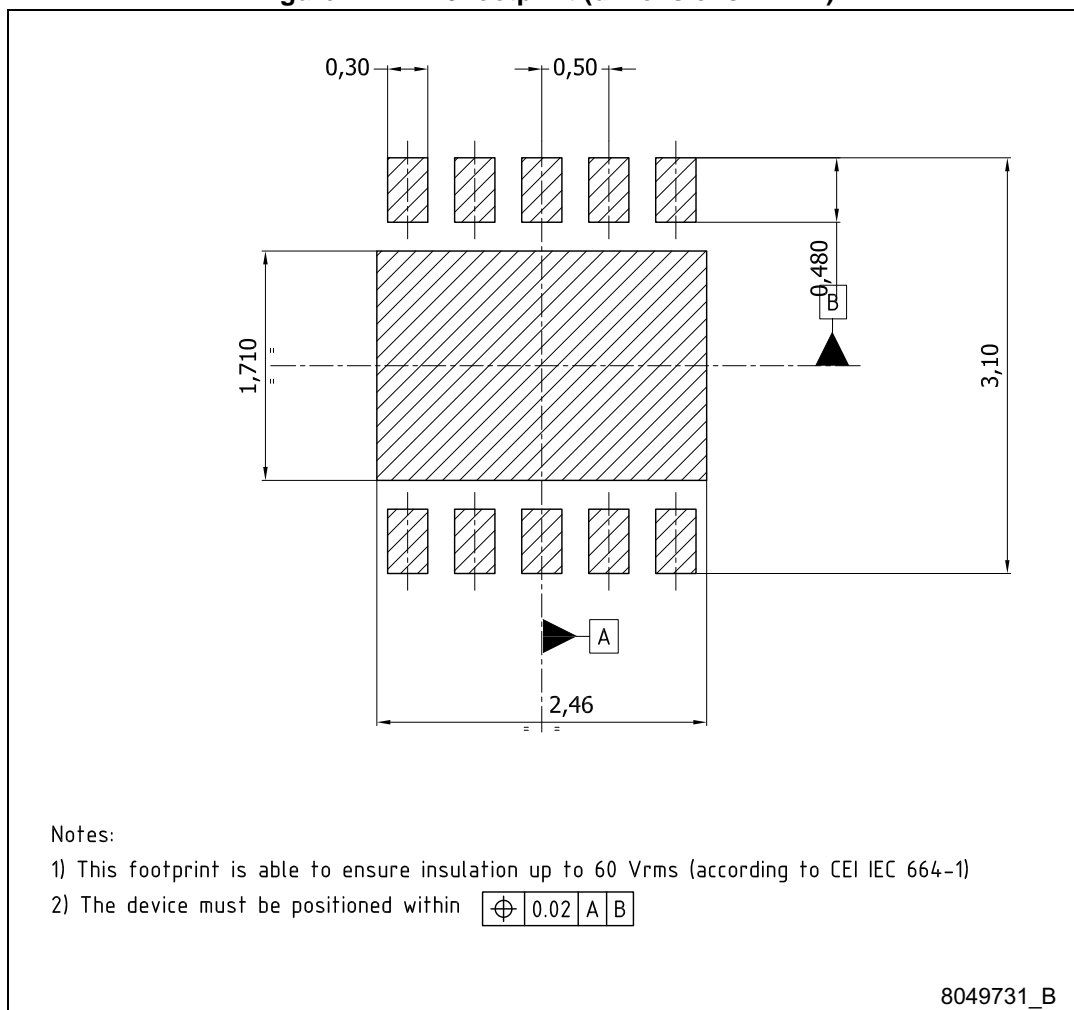 0,30
0,50
0,480
B
1,710
3,10
A
2,46
Notes:
1) This footprint is able to ensure insulation up to 60 Vrms (according to CEI IEC 664-1)
2) The device must be positioned within ⌖ 0.02 A B
8049731_B